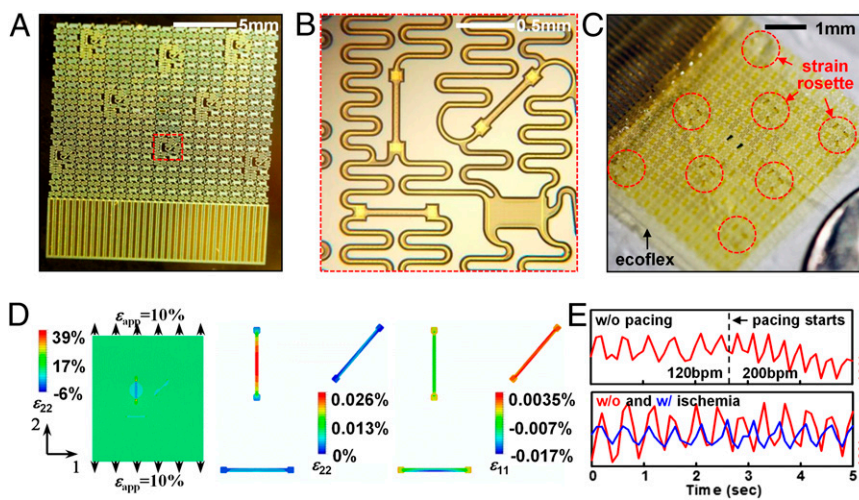 A
5mm
B
0.5mm
C
1mm
strain
rosette
ecoflex
D
εapp=10%
39%
17%
-6%
ε22
2
1
εapp=10%
0.026%
0.013%
0%
ε22
0.0035%
-0.007%
-0.017%
ε11
E
w/o pacing
pacing starts
120bpm
200bpm
w/o and w/ ischemia
0 1 2 3 4 5
Time (sec)